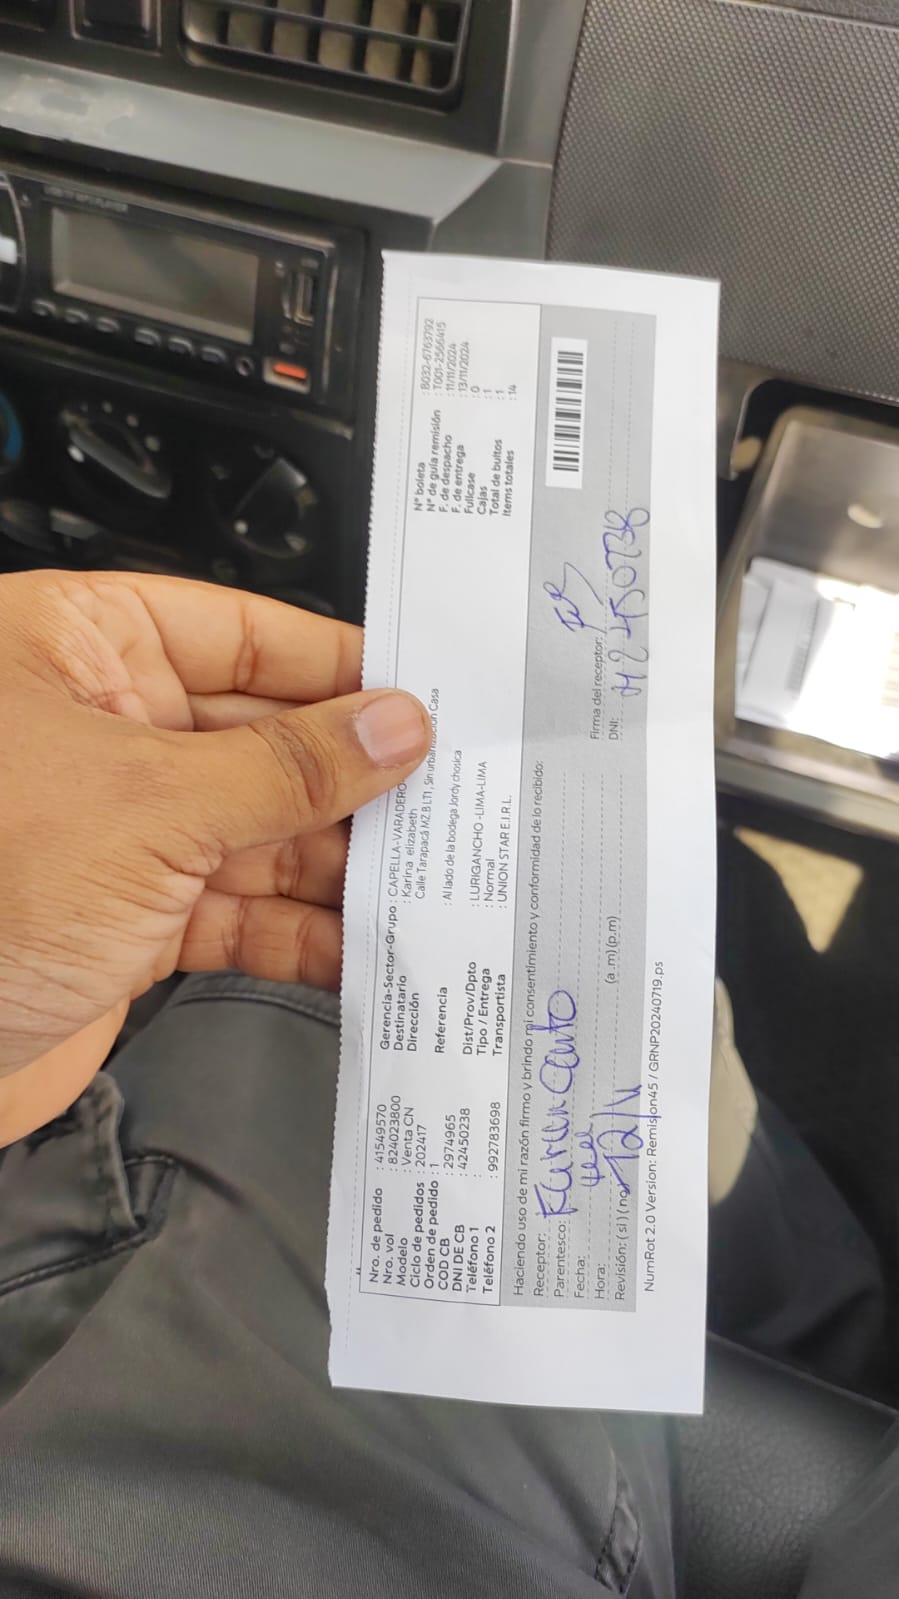 Nro. de pedido : 41549570
Nro. vol : 824023800
Modelo : Venta CN
Ciclo de pedidos : 202417
Orden de pedido : 1
COD CB : 2974965
DNI DE CB : 42450238
Teléfono 1 :
Teléfono 2 : 992783698
Gerencia-Sector-Grupo : CAPELLA-VARADERO
Destinatario : Karina elizabeth
Dirección Calle Tarapacá MZ.B LT1 , Sin urbanización Casa
Referencia : Al lado de la bodega Jordy chosica
Dist/Prov/Dpto : LURIGANCHO -LIMA-LIMA
Tipo / Entrega : Normal
Transportista : UNION STAR E.I.R.L.
N° boleta : B032-6763792
N° de guía remisión : T001-2566415
F. de despacho : 11/11/2024
F. de entrega : 13/11/2024
Fullcase : 0
Cajas : 1
Total de bultos : 1
Items totales : 14
Haciendo uso de mi razón firmo y brindo mi consentimiento y conformidad de lo recibido:
Receptor:
Parentesco:
Fecha:
Hora: (a .m) (p.m)
Revisión: ( si ) ( no
Firma del receptor:
DNI:
NumRot 2.0 Version: Remision45 / GRNP20240719.ps